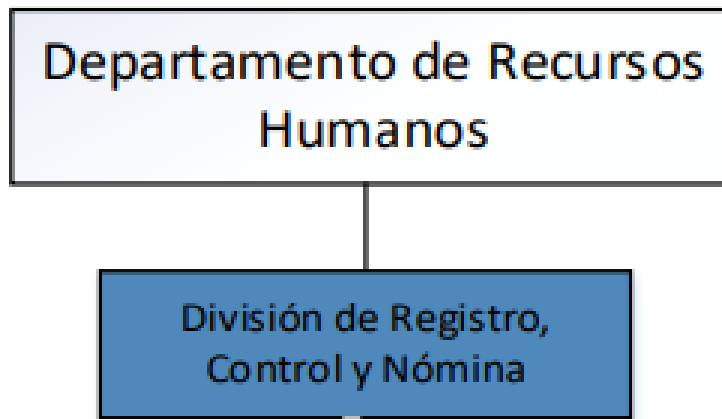 Departamento de Recursos
Humanos
División de Registro,
Control y Nómina